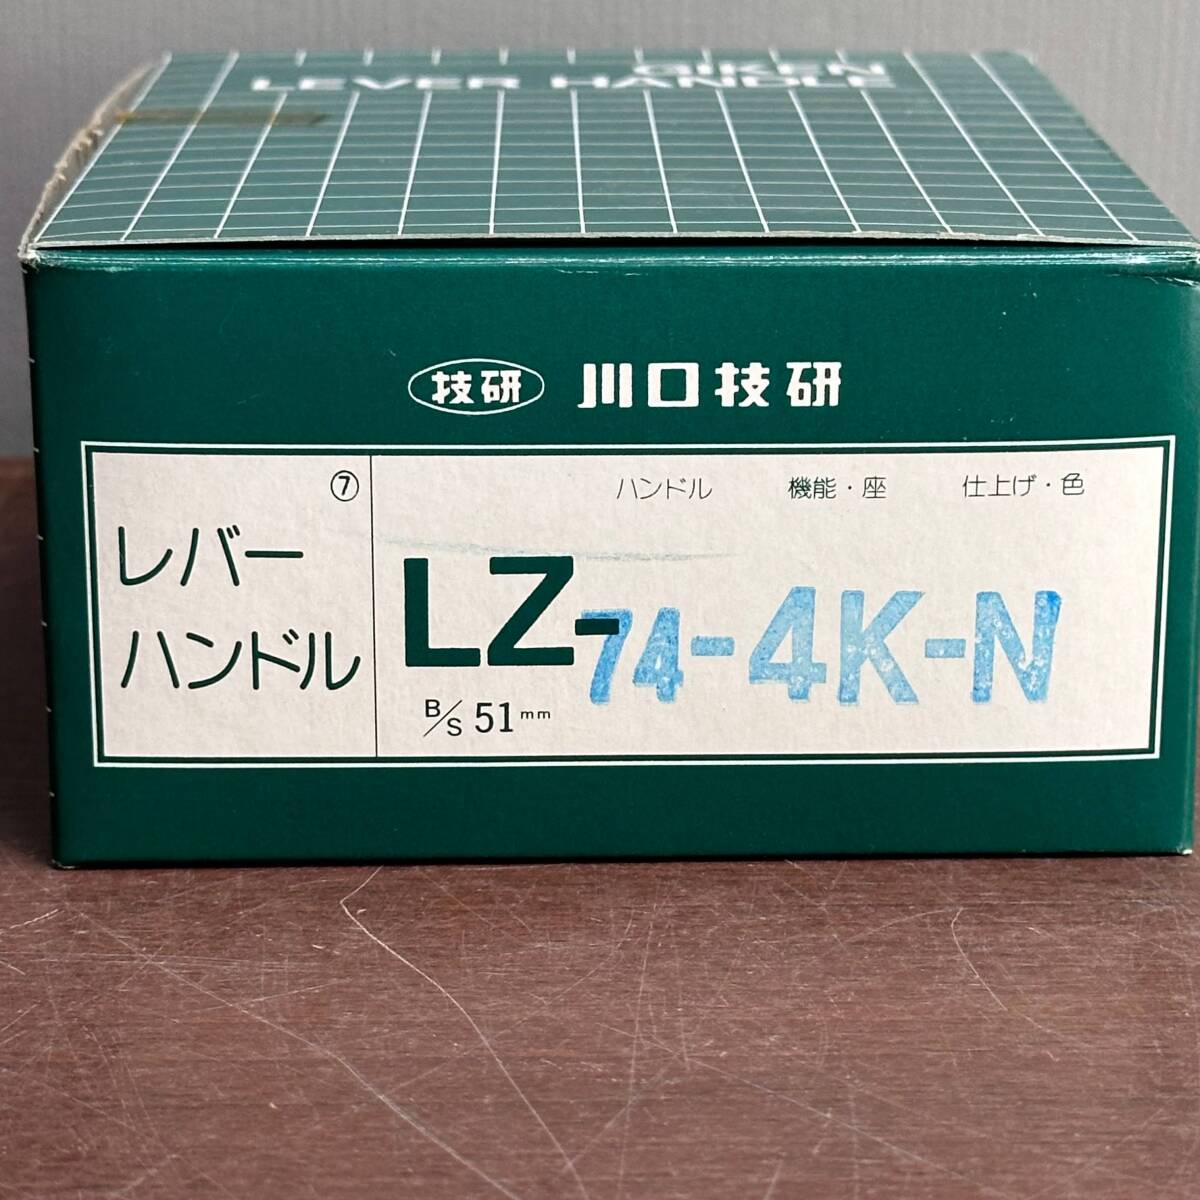 GIKEN
LEVER HANDLE
技研 川口技研
⑦
レバー
ハンドル
ハンドル 機能・座 仕上げ・色
LZ-74-4K-N
B/S 51mm